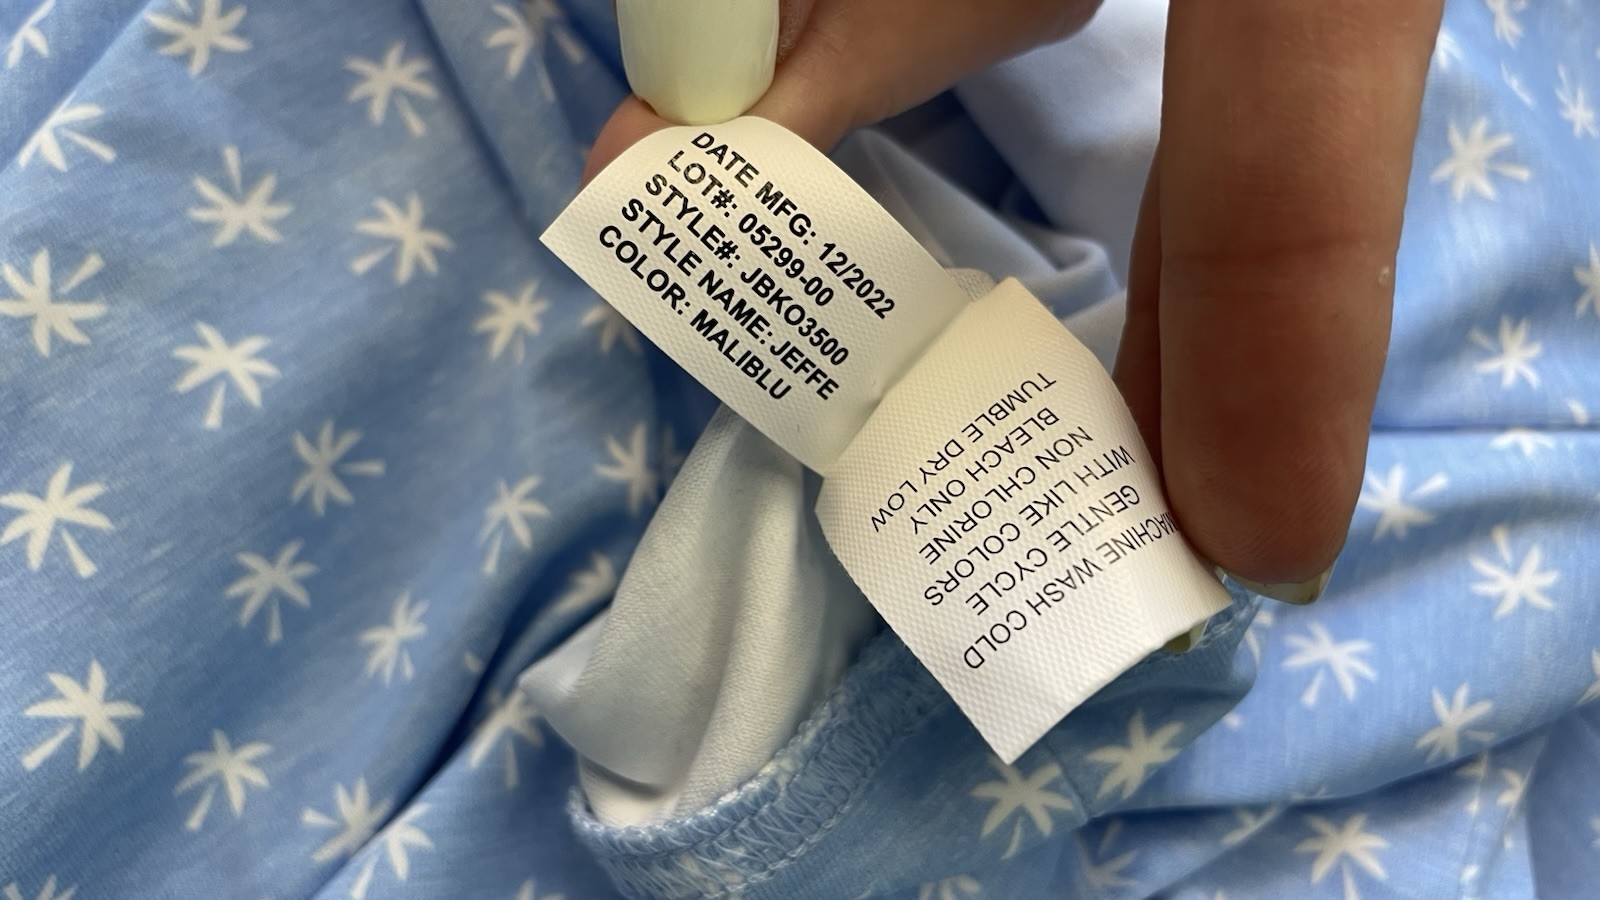 DATE MFG: 12/2022
LOT#: 05299-00
STYLE#: JBKO3500
STYLE NAME: JEFFE
COLOR: MALIBLU
MACHINE WASH COLD
GENTLE CYCLE
WITH LIKE COLORS
NON CHLORINE
BLEACH ONLY
TUMBLE DRY LOW